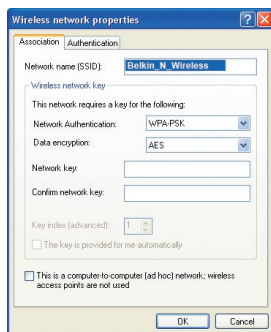 Wireless network properties
Association
Authentication
Network name (SSID):
Belkin_N_Wireless
Wireless network key
This network requires a key for the following:
Network Authentication:
WPA-PSK
Data encryption:
AES
Network key:
Confirm network key:
Key index (advanced):
1
The key is provided for me automatically
This is a computer-to-computer (ad hoc) network; wireless
access points are not used
OK
Cancel